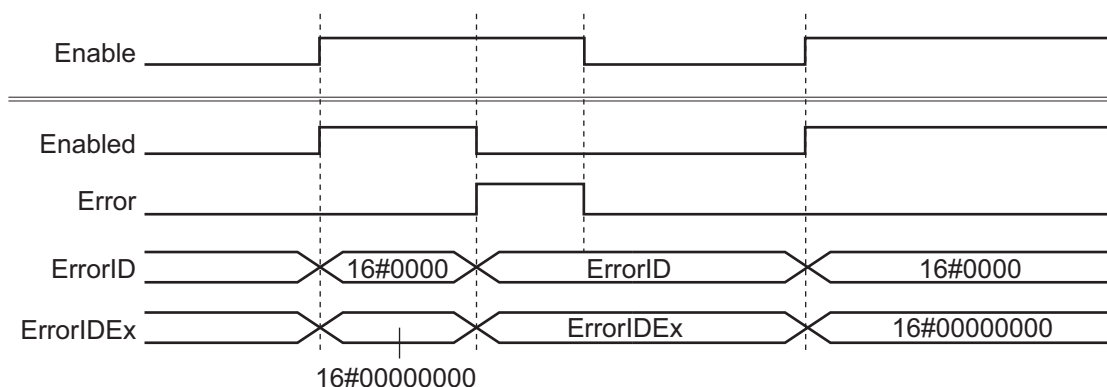 Enable
Enabled
Error
ErrorID 16#0000 ErrorID 16#0000
ErrorIDEx ErrorIDEx 16#00000000
16#00000000